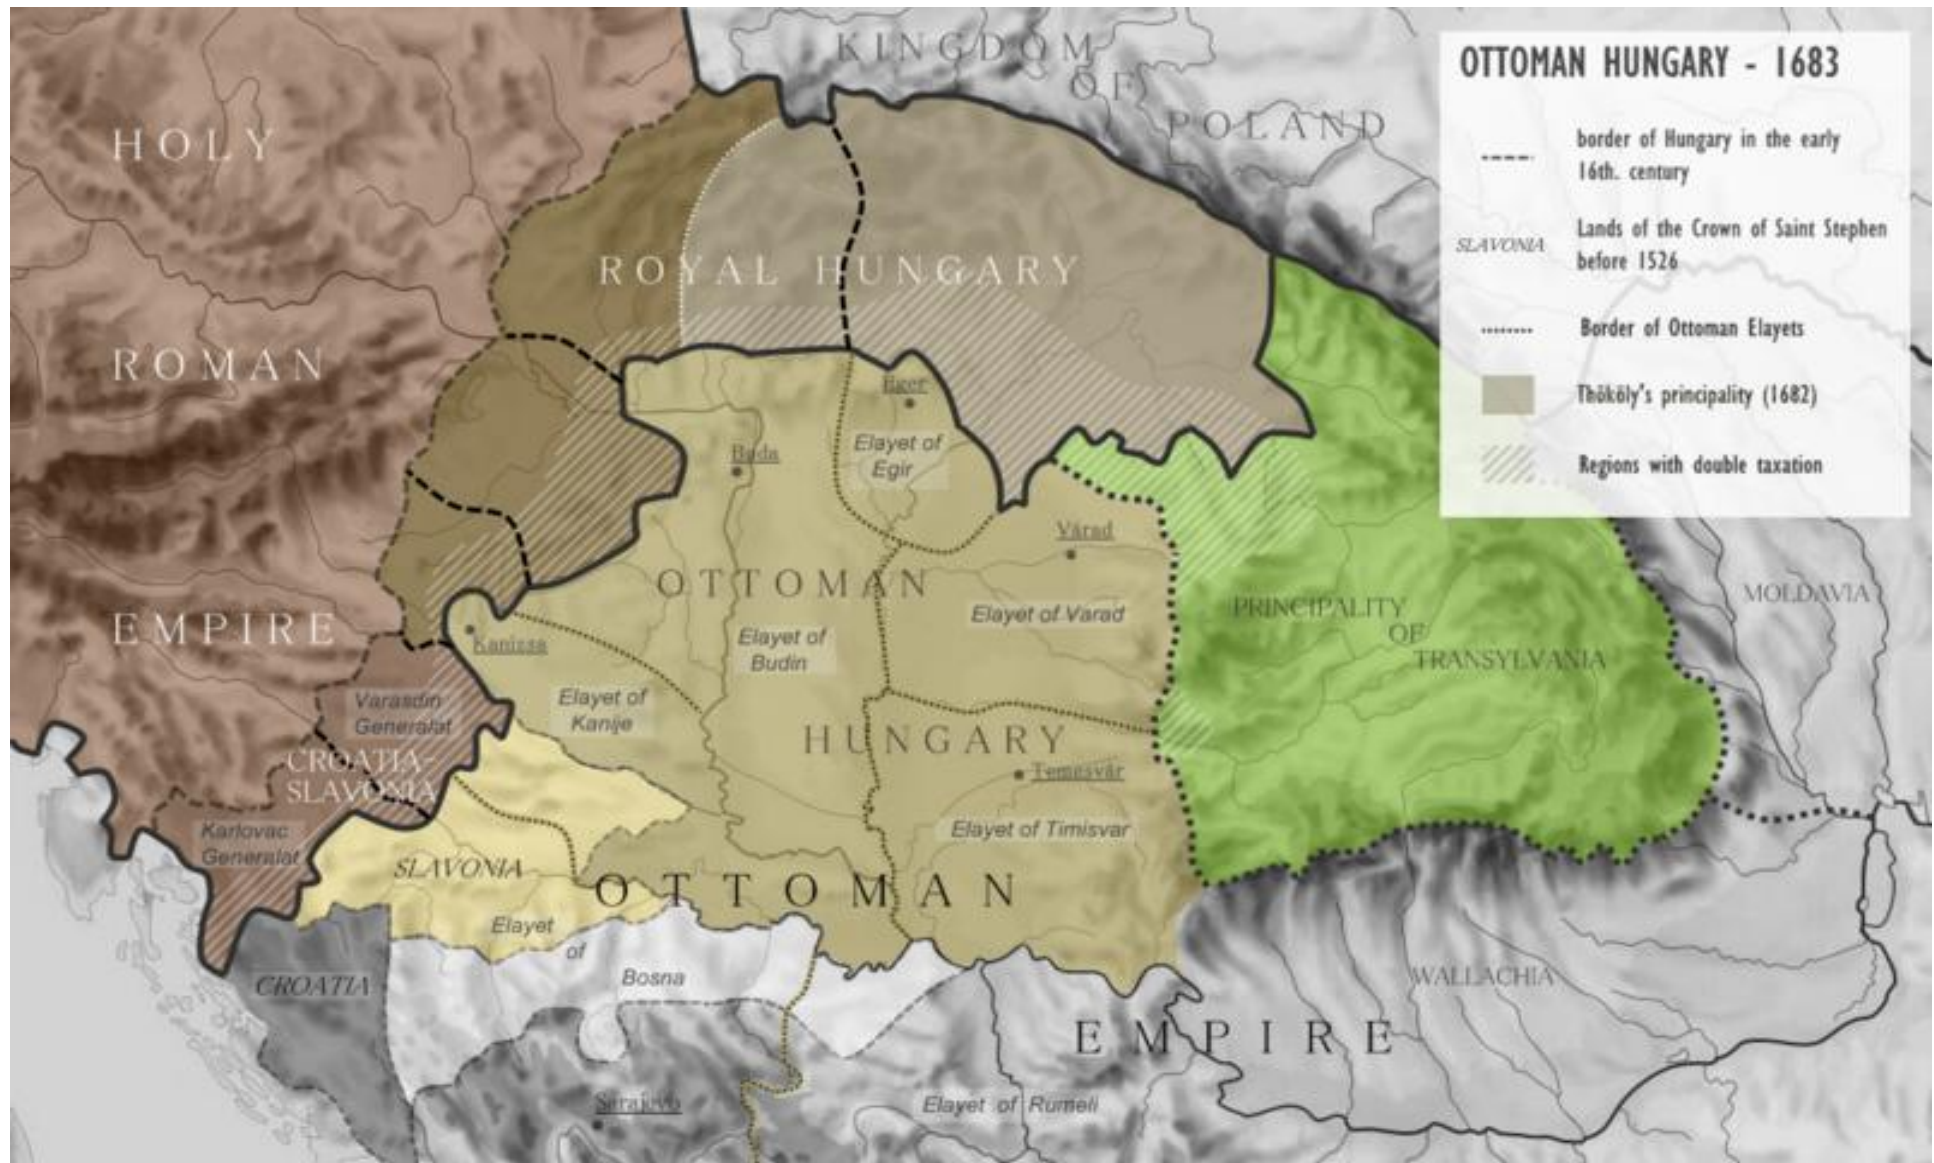 OTTOMAN HUNGARY - 1683
border of Hungary in the early
16th. century
SLAVONIA
Lands of the Crown of Saint Stephen
before 1526
Border of Ottoman Elayets
Thököly's principality (1682)
Regions with double taxation
KINGDOM
OF
POLAND
HOLY
ROMAN
EMPIRE
ROYAL HUNGARY
Eger
Elayet of
Egir
Buda
Várad
OTTOMAN
HUNGARY
Elayet of Varad
Elayet of
Budin
PRINCIPALITY
OF
TRANSYLVANIA
MOLDAVIA
Kanizsa
Elayet of
Kanije
Varasdin
Generalat
CROATIA-
SLAVONIA
Karlovac
Generalat
Temesvár
Elayet of Timisvar
SLAVONIA
OTTOMAN
EMPIRE
Elayet
of
Bosna
CROATIA
WALLACHIA
Sarajevo
Elayet of Rumeli